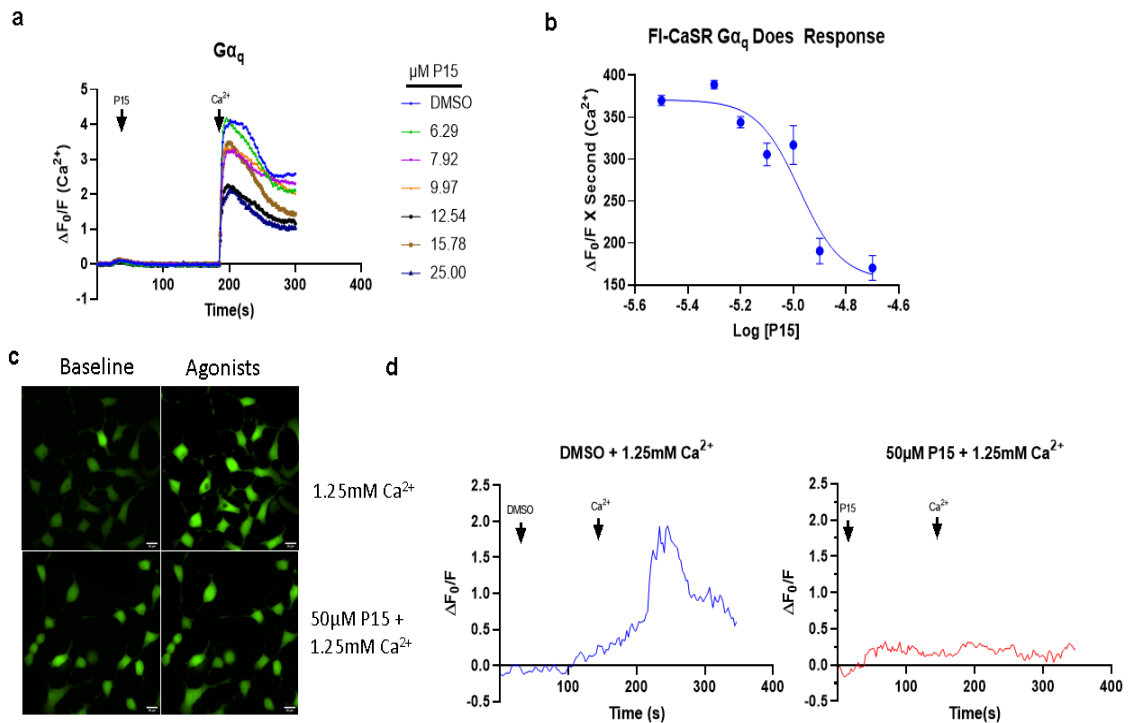 a
Gαq
P15
Ca2+
ΔF0/F (Ca2+)
5
4
3
2
1
0
-1
100
200
300
400
Time(s)
μM P15
DMSO
6.29
7.92
9.97
12.54
15.78
25.00
b
Fl-CaSR Gαq Does Response
ΔF0/F X Second (Ca2+)
400
350
300
250
200
150
-5.6
-5.4
-5.2
-5.0
-4.8
-4.6
Log [P15]
c
Baseline
Agonists
1.25mM Ca2+
50μM P15 +
1.25mM Ca2+
d
DMSO + 1.25mM Ca2+
DMSO
Ca2+
ΔF0/F
2.5
2.0
1.5
1.0
0.5
0.0
-0.5
100
200
300
400
Time (s)
50μM P15 + 1.25mM Ca2+
P15
Ca2+
ΔF0/F
2.5
2.0
1.5
1.0
0.5
0.0
-0.5
100
200
300
400
Time (s)